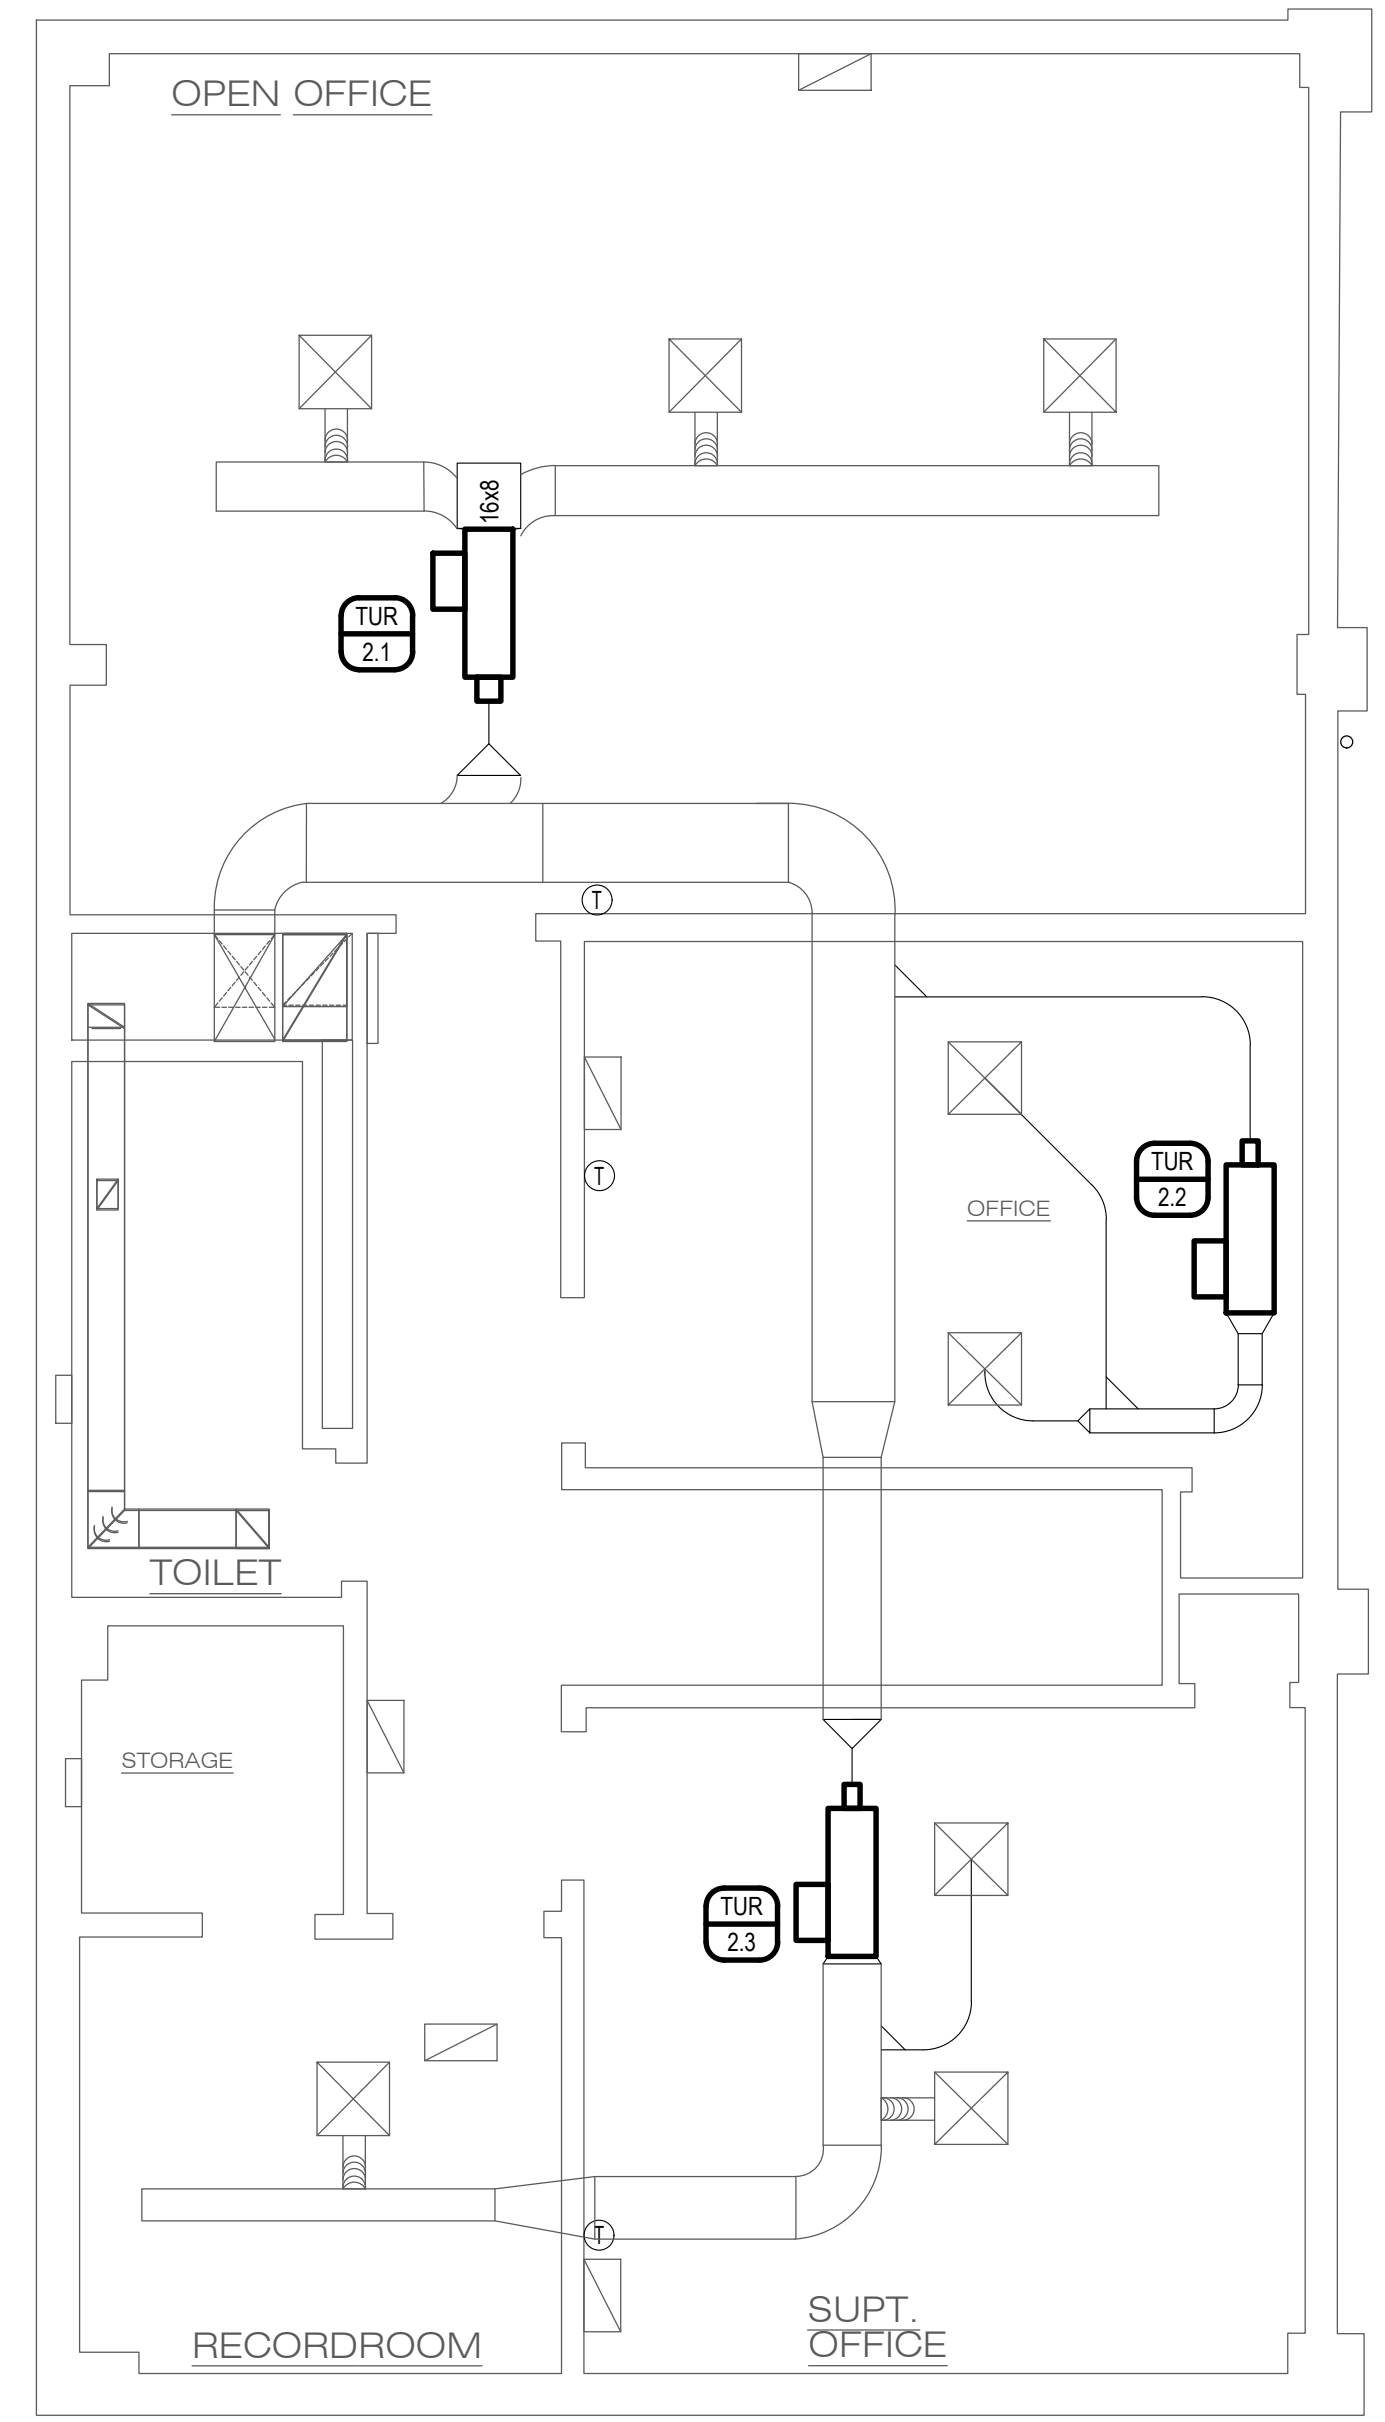 OPEN OFFICE
16x8
TUR
2.1
T
T
TUR
2.2
OFFICE
TOILET
STORAGE
TUR
2.3
T
SUPT.
OFFICE
RECORDROOM